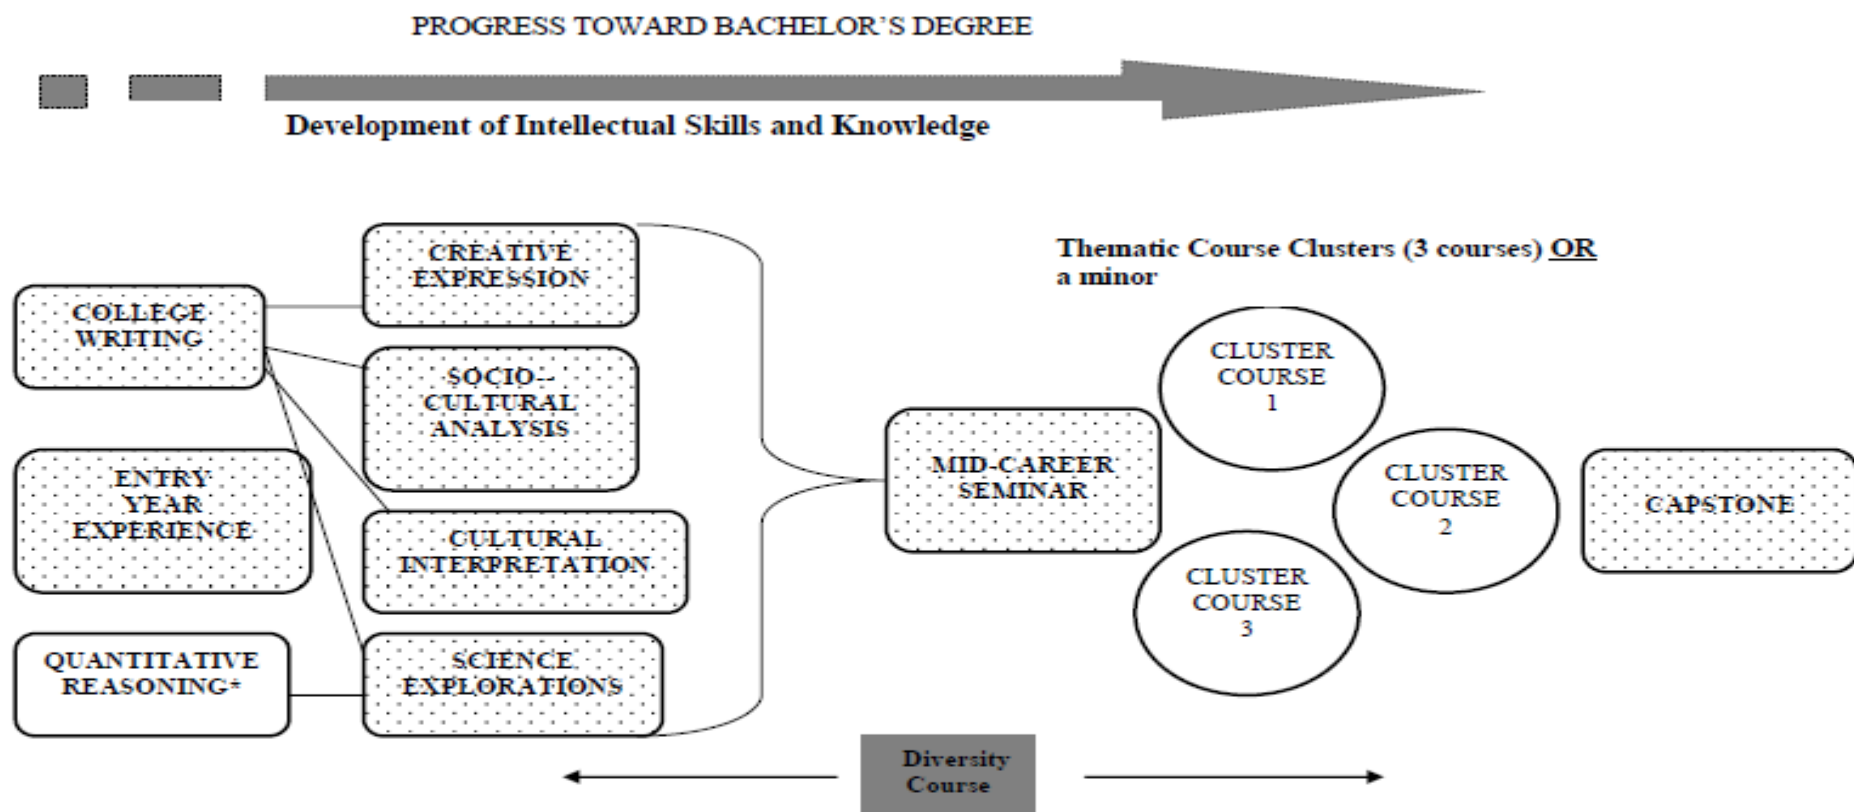 PROGRESS TOWARD BACHELOR'S DEGREE
Development of Intellectual Skills and Knowledge
CREATIVE
EXPRESSION
COLLEGE
WRITING
SOCIO--
CULTURAL
ANALYSIS
ENTRY
YEAR
EXPERIENCE
CULTURAL
INTERPRETATION
QUANTITATIVE
REASONING*
SCIENCE
EXPLORATIONS
MID-CAREER
SEMINAR
Thematic Course Clusters (3 courses) OR
a minor
CLUSTER
COURSE
1
CLUSTER
COURSE
2
CLUSTER
COURSE
3
CAPSTONE
Diversity
Course